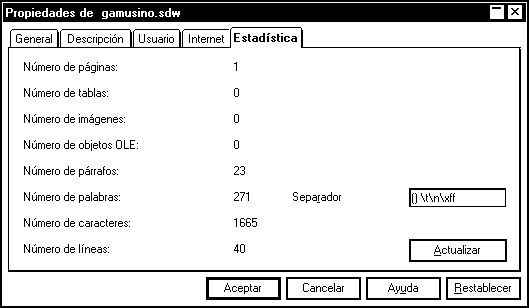 Propiedades de gamusino.sdw
General Descripción Usuario Internet Estadística
Número de páginas: 1
Número de tablas: 0
Número de imágenes: 0
Número de objetos OLE: 0
Número de párrafos: 23
Número de palabras: 271 Separador () \t\n\xff
Número de caracteres: 1665
Número de líneas: 40 Actualizar
Aceptar Cancelar Ayuda Restablecer